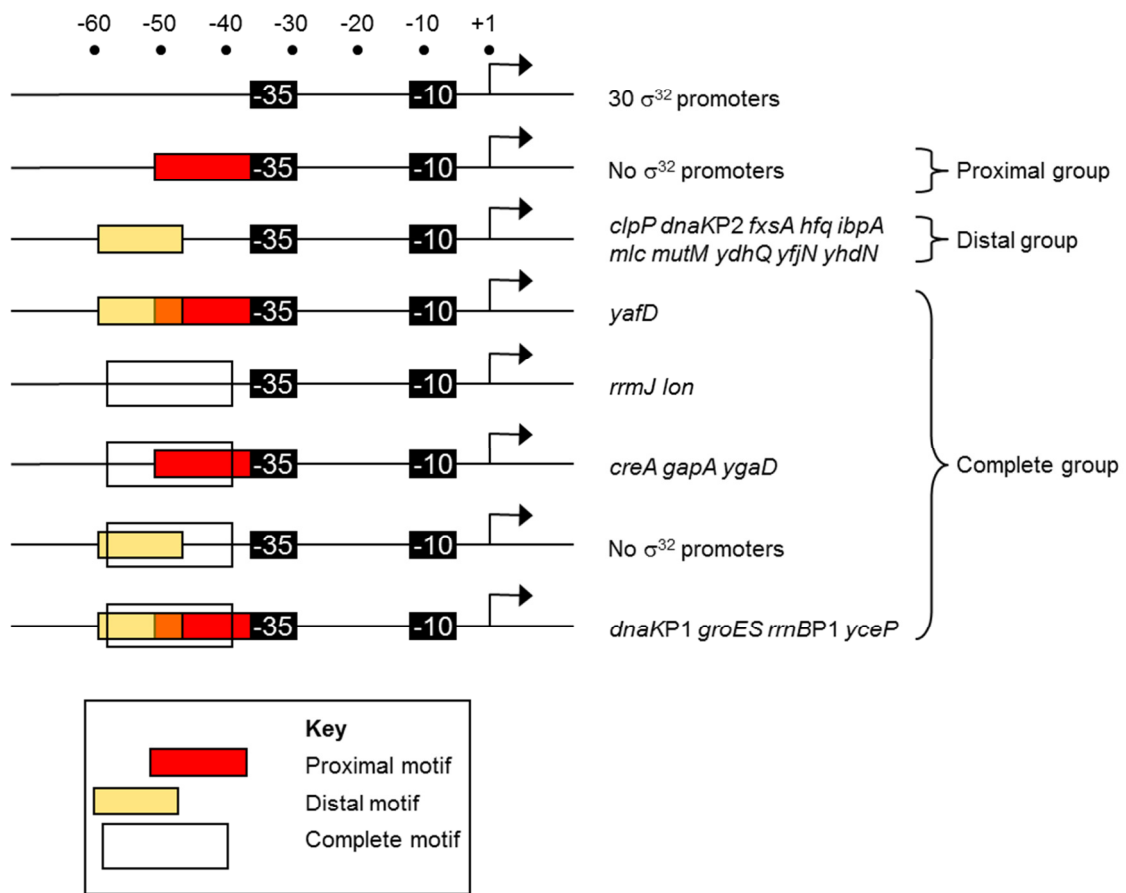 -60 -50 -40 -30 -20 -10 +1
-35 -10 30 σ³² promoters
-35 -10 No σ³² promoters Proximal group
-35 -10 clpP dnaKP2 fxsA hfq ibpA
mlc mutM ydhQ yfjN yhdN Distal group
-35 -10 yafD
-35 -10 rrmJ lon
-35 -10 creA gapA ygaD Complete group
-35 -10 No σ³² promoters
-35 -10 dnaKP1 groES rrnBP1 yceP
Key
Proximal motif
Distal motif
Complete motif